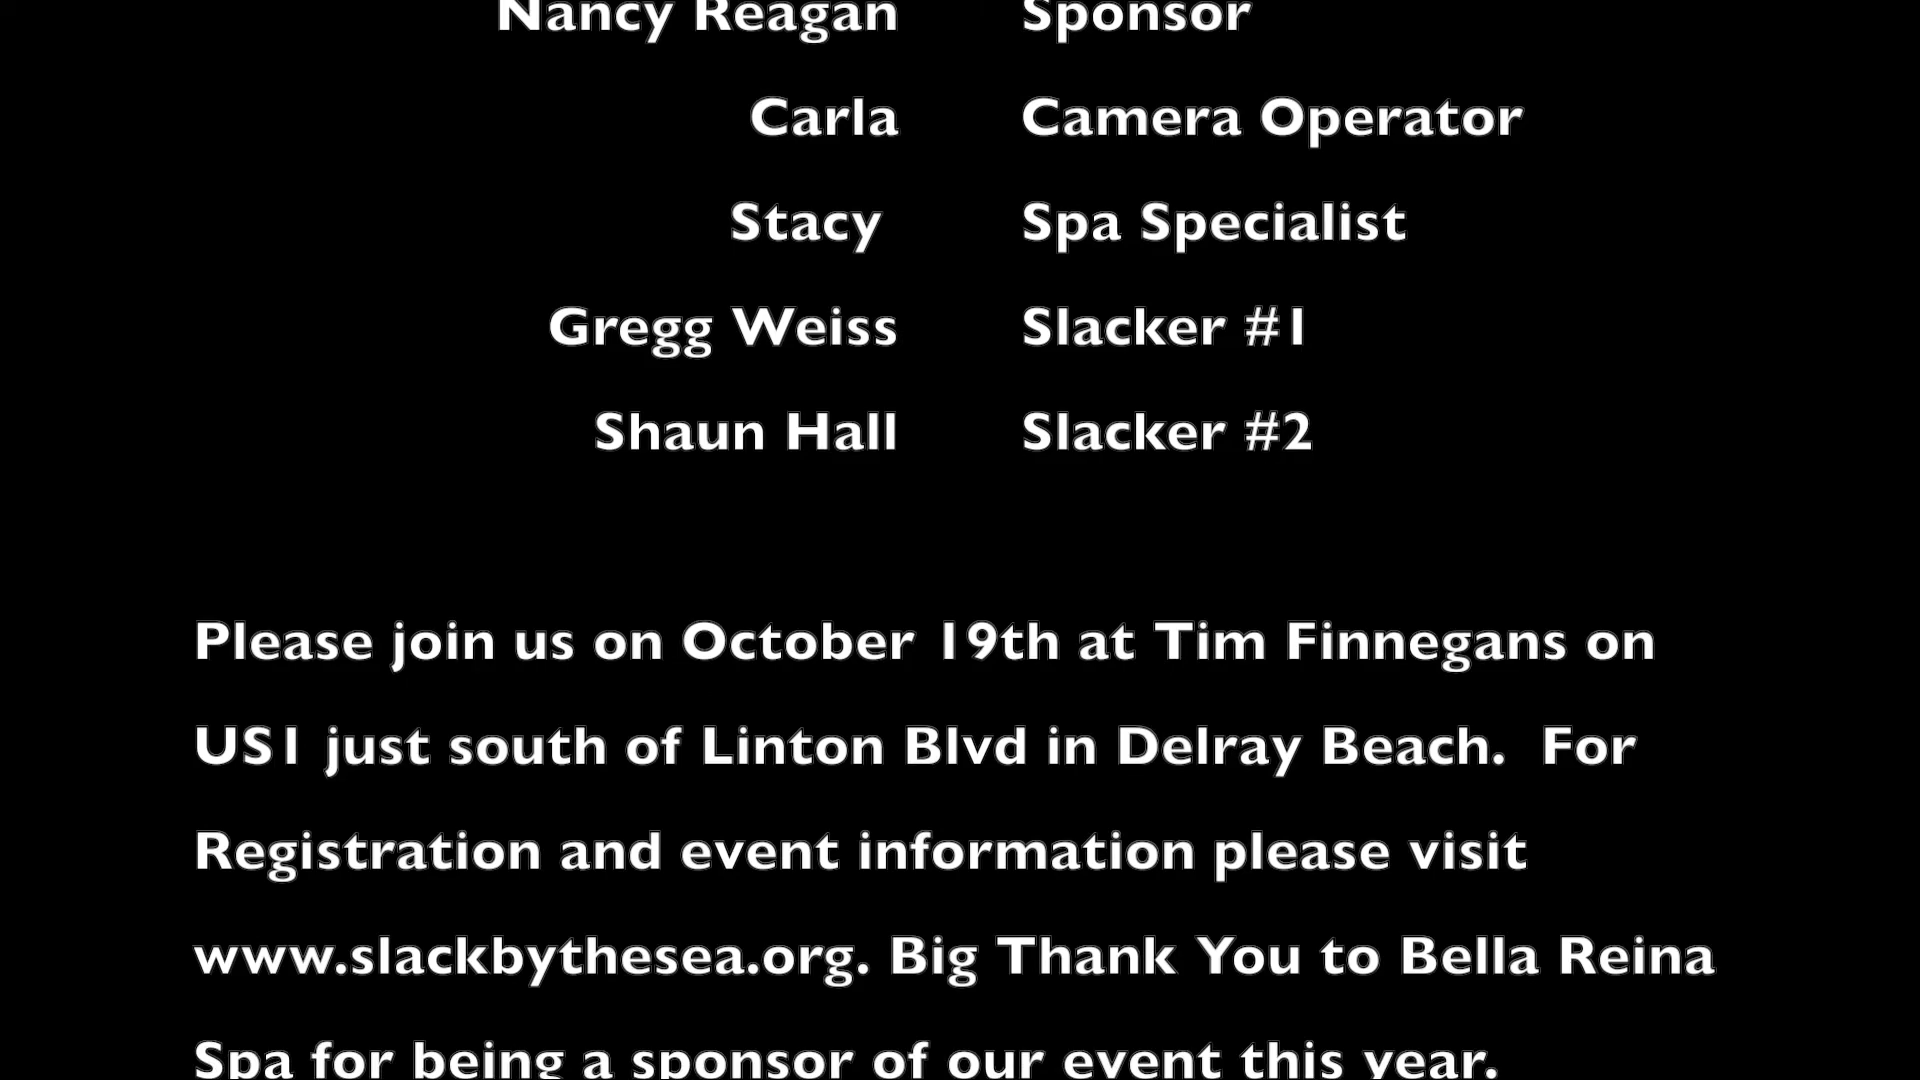 Nancy Reagan Sponsor
Carla Camera Operator
Stacy Spa Specialist
Gregg Weiss Slacker #1
Shaun Hall Slacker #2
Please join us on October 19th at Tim Finnegans on
US1 just south of Linton Blvd in Delray Beach.  For
Registration and event information please visit
www.slackbythesea.org. Big Thank You to Bella Reina
Spa for being a sponsor of our event this year.